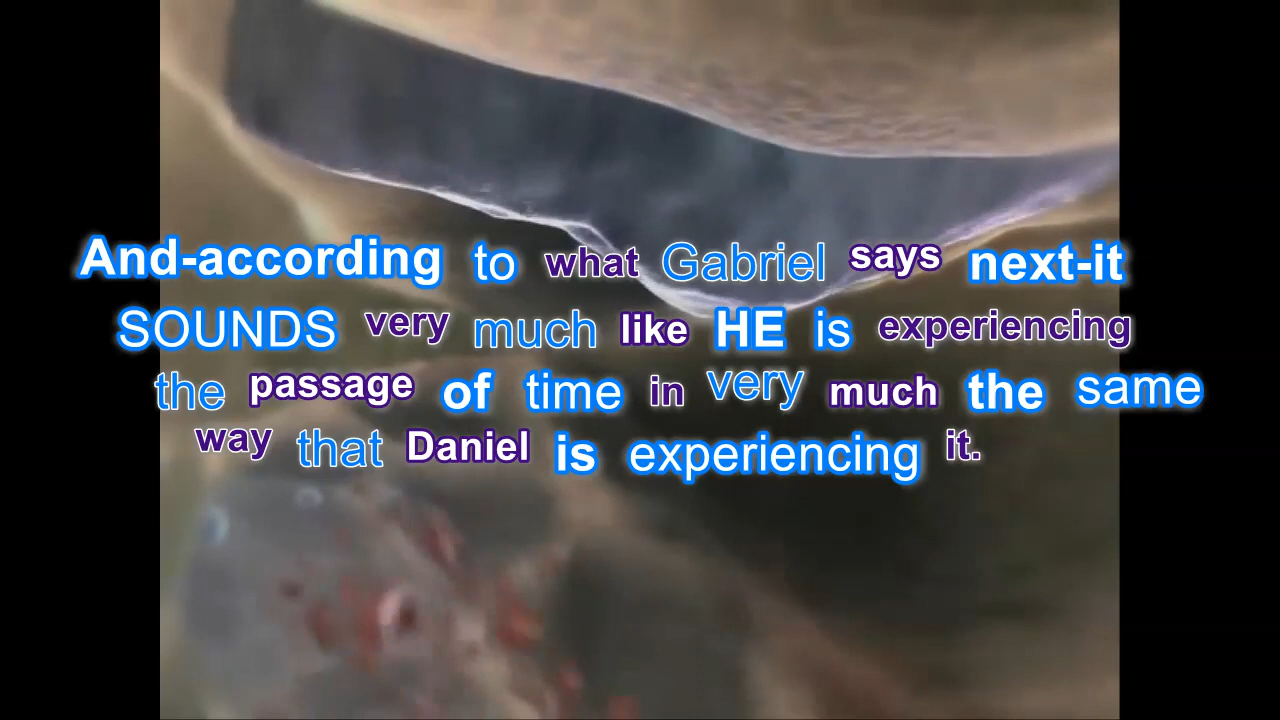 And-according to what Gabriel says next-it
SOUNDS very much like HE is experiencing
the passage of time in very much the same
way that Daniel is experiencing it.